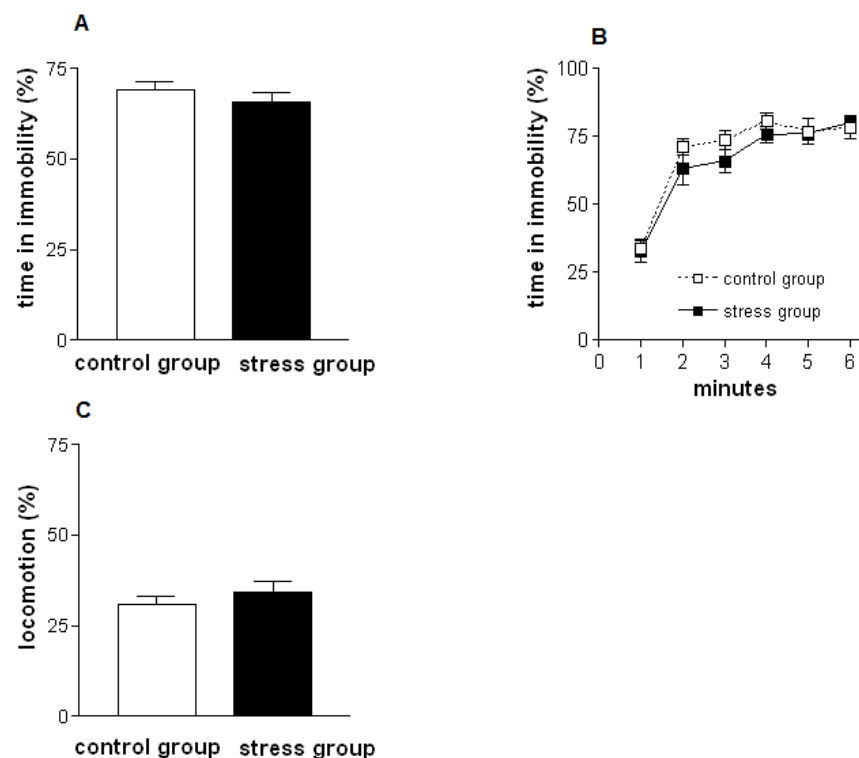 A
time in immobility (%)
75
50
25
0
control group
stress group
B
time in immobility (%)
100
75
50
25
0
control group
stress group
0 1 2 3 4 5 6
minutes
C
locomotion (%)
75
50
25
0
control group
stress group